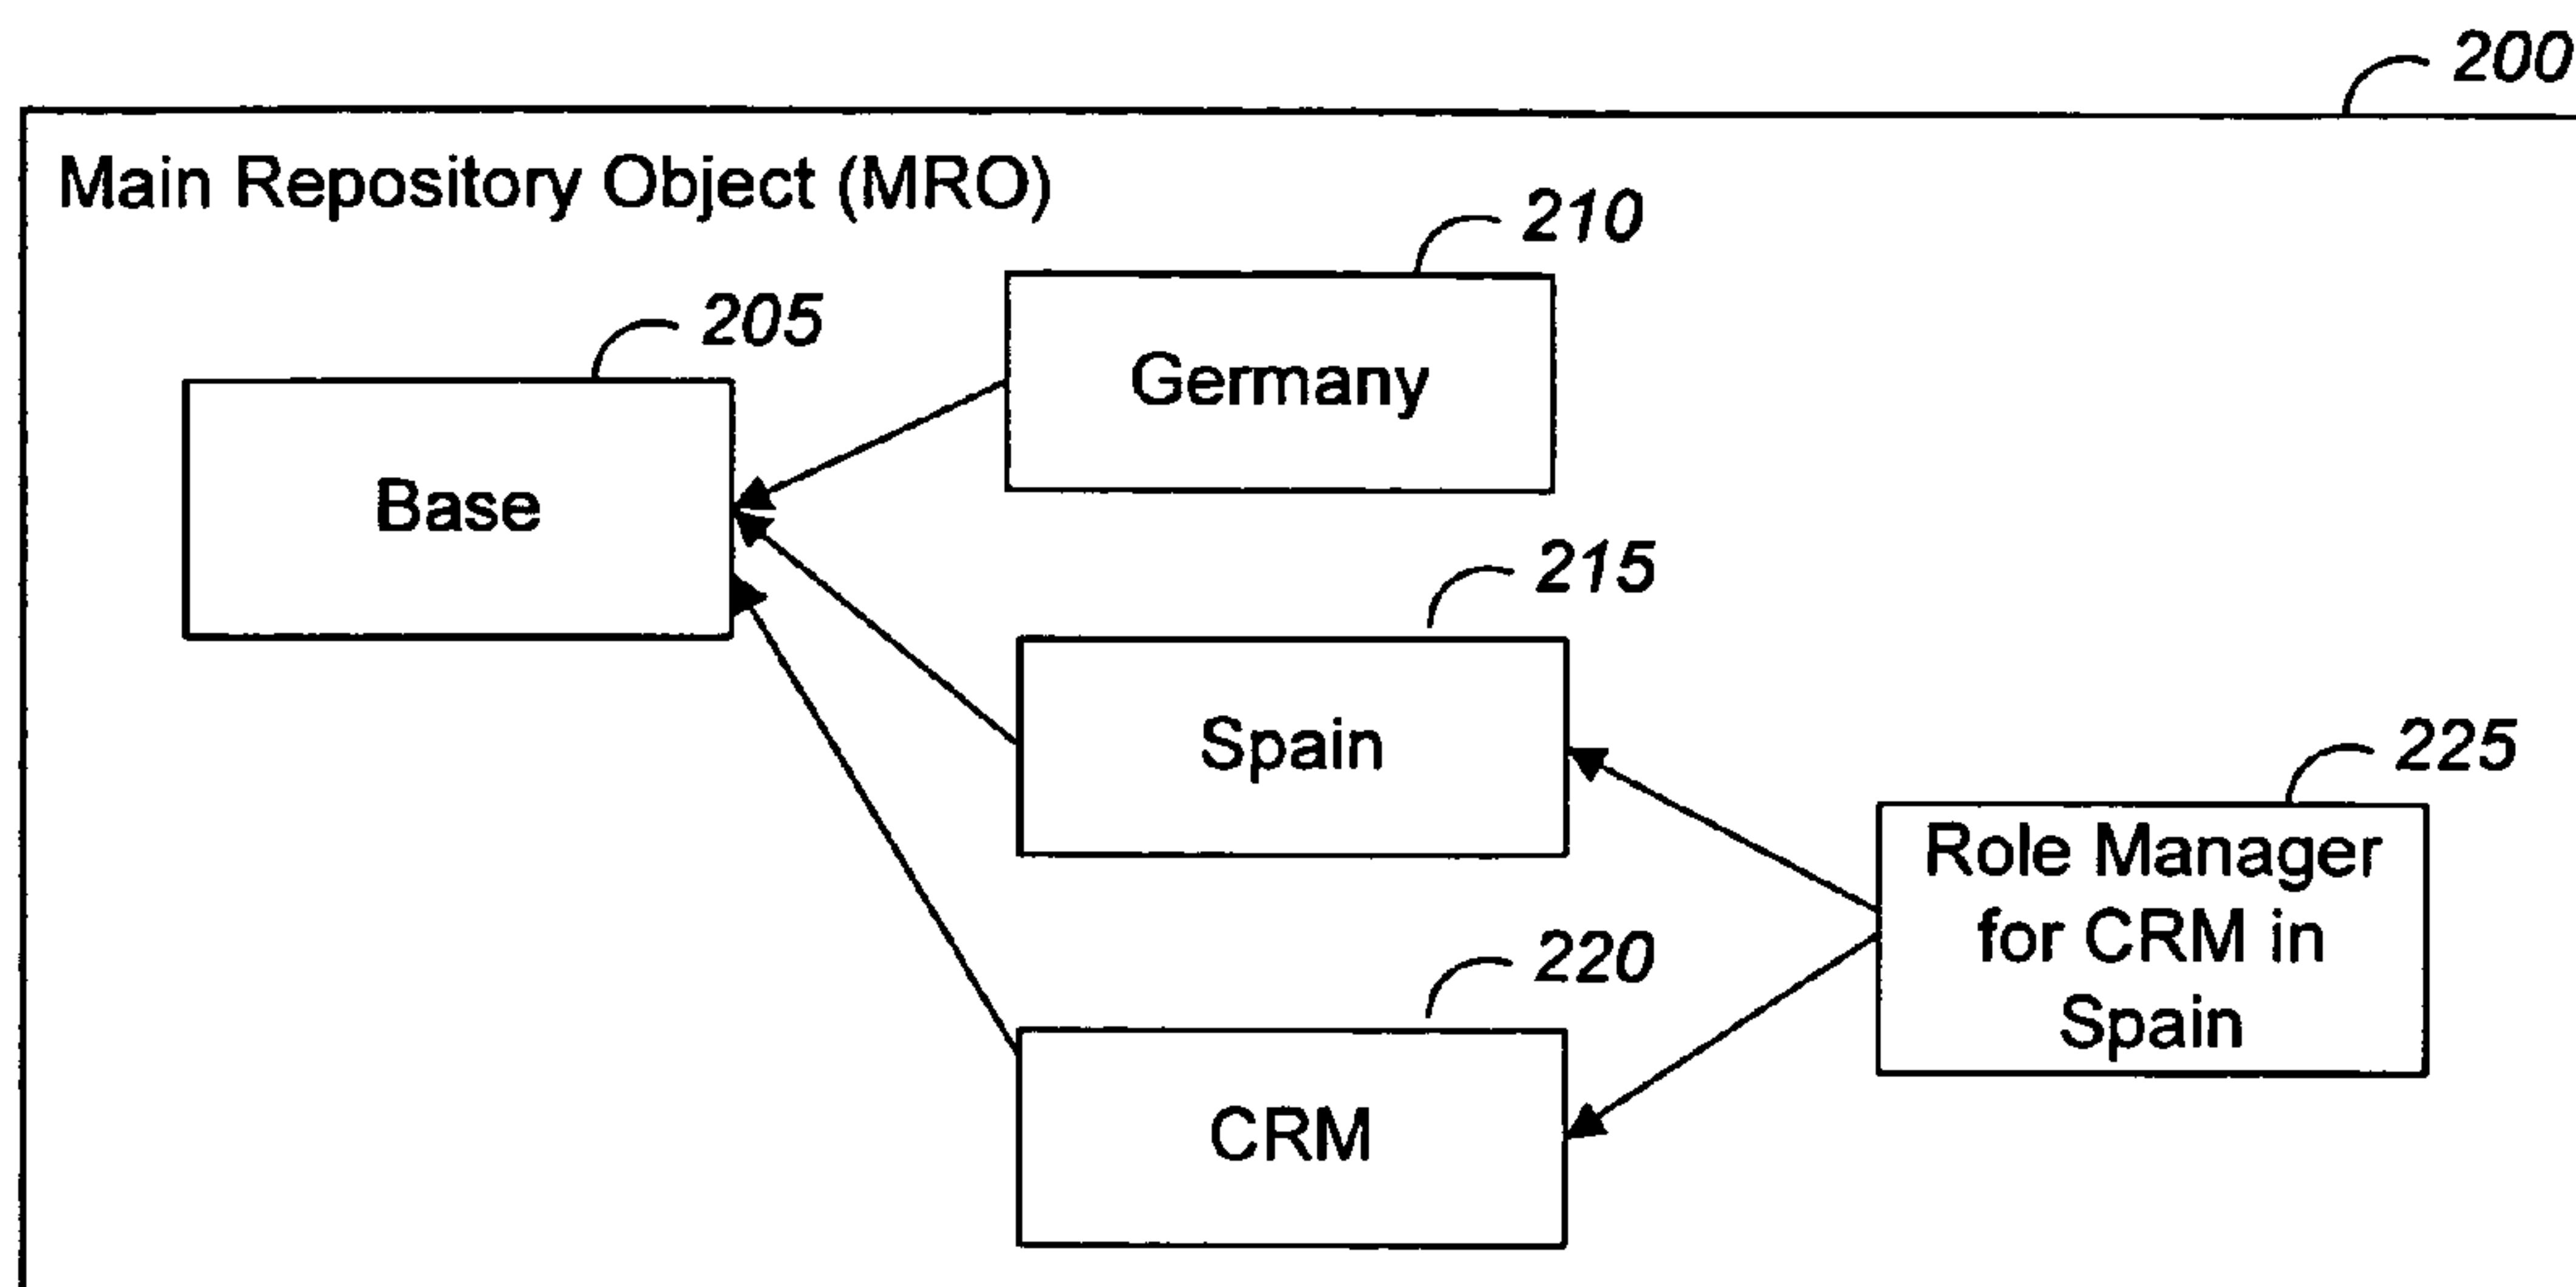 200
Main Repository Object (MRO)
210
205
Germany
Base
215
Spain
225
Role Manager
for CRM in
Spain
220
CRM